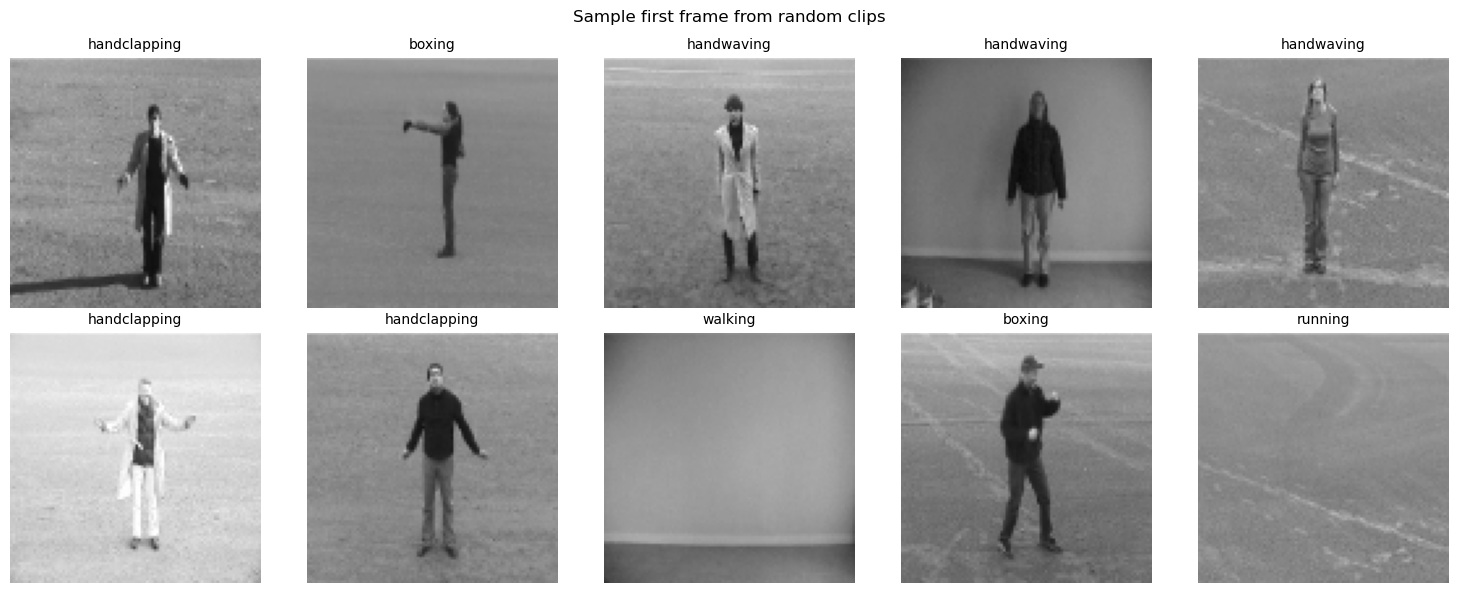 Sample first frame from random clips
handclapping
boxing
handwaving
handwaving
handwaving
handclapping
handclapping
walking
boxing
running